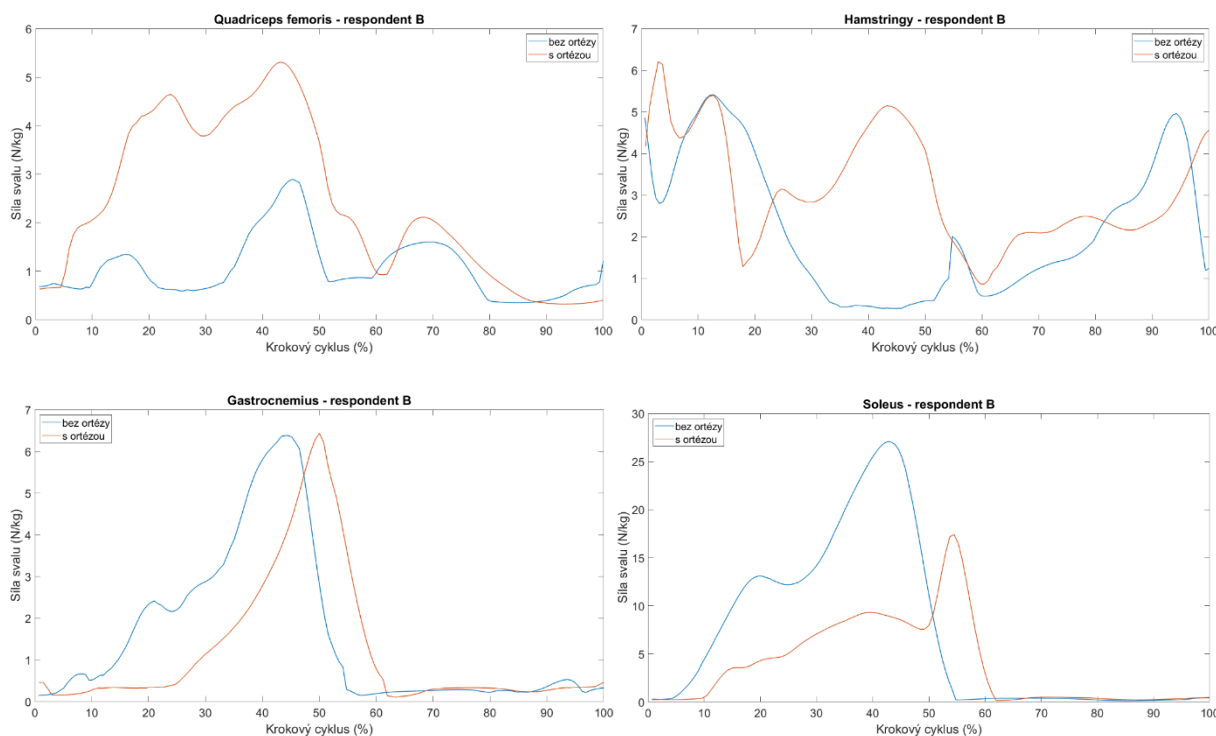 Quadriceps femoris - respondent B
6
5
4
3
2
1
0
Síla svalu (N/kg)
bez ortézy
s ortézou
0 10 20 30 40 50 60 70 80 90 100
Krokový cyklus (%)
Hamstringy - respondent B
7
6
5
4
3
2
1
0
Síla svalu (N/kg)
bez ortézy
s ortézou
0 10 20 30 40 50 60 70 80 90 100
Krokový cyklus (%)
Gastrocnemius - respondent B
7
6
5
4
3
2
1
0
Síla svalu (N/kg)
bez ortézy
s ortézou
0 10 20 30 40 50 60 70 80 90 100
Krokový cyklus (%)
Soleus - respondent B
30
25
20
15
10
5
0
Síla svalu (N/kg)
bez ortézy
s ortézou
0 10 20 30 40 50 60 70 80 90 100
Krokový cyklus (%)